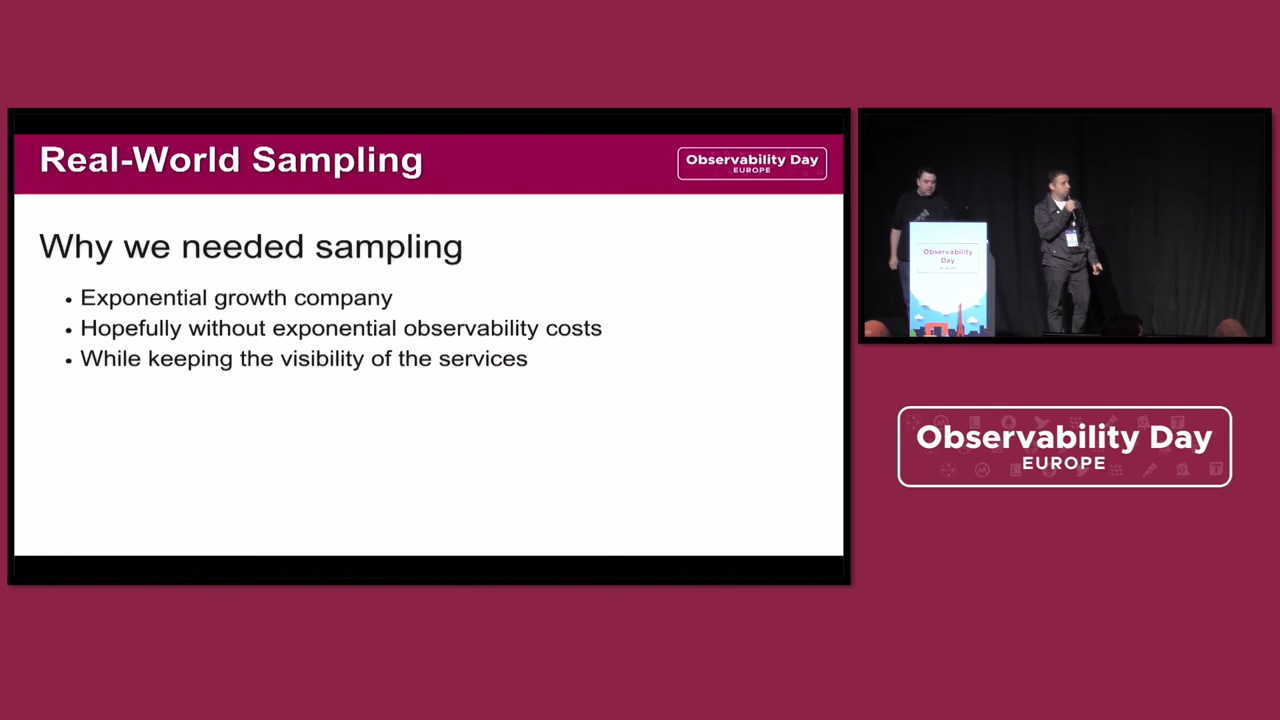 Real-World Sampling
Observability Day
EUROPE
Why we needed sampling
• Exponential growth company
• Hopefully without exponential observability costs
• While keeping the visibility of the services
Observability
Day
Observability Day
EUROPE